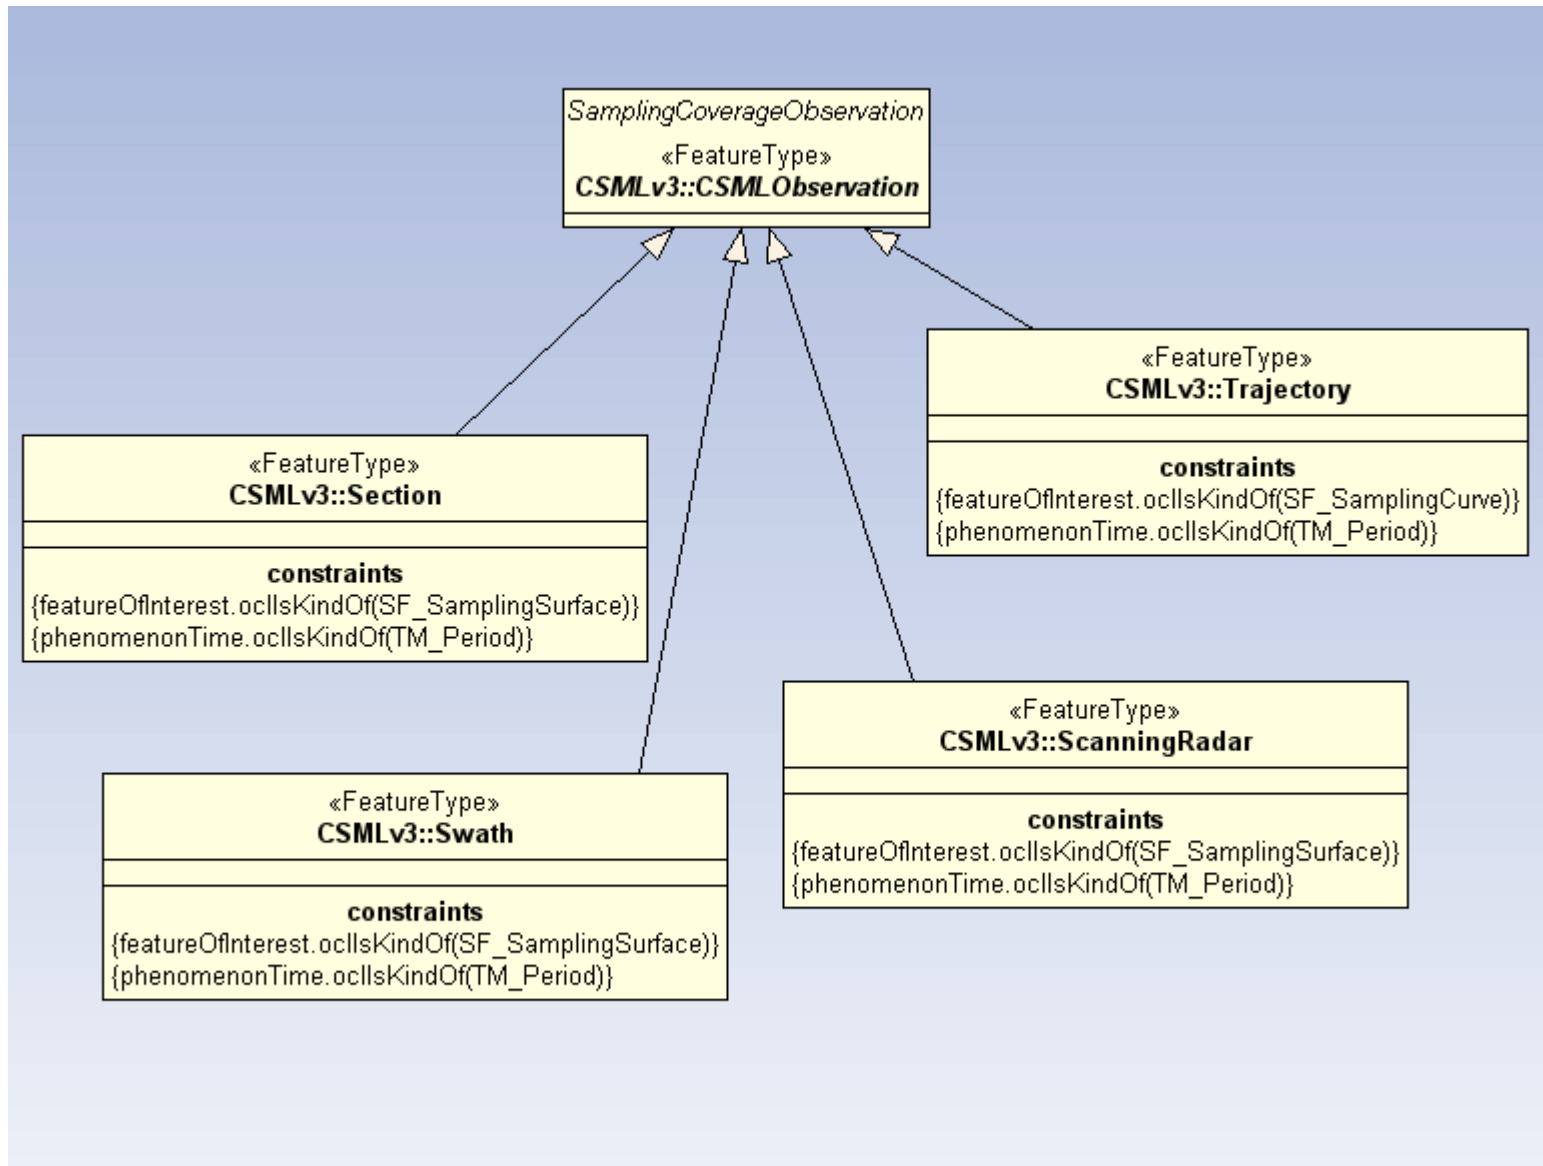 SamplingCoverageObservation
«FeatureType»
CSMLv3::CSMLObservation
«FeatureType»
CSMLv3::Trajectory
constraints
{featureOfInterest.oclIsKindOf(SF_SamplingCurve)}
{phenomenonTime.oclIsKindOf(TM_Period)}
«FeatureType»
CSMLv3::Section
constraints
{featureOfInterest.oclIsKindOf(SF_SamplingSurface)}
{phenomenonTime.oclIsKindOf(TM_Period)}
«FeatureType»
CSMLv3::ScanningRadar
constraints
{featureOfInterest.oclIsKindOf(SF_SamplingSurface)}
{phenomenonTime.oclIsKindOf(TM_Period)}
«FeatureType»
CSMLv3::Swath
constraints
{featureOfInterest.oclIsKindOf(SF_SamplingSurface)}
{phenomenonTime.oclIsKindOf(TM_Period)}